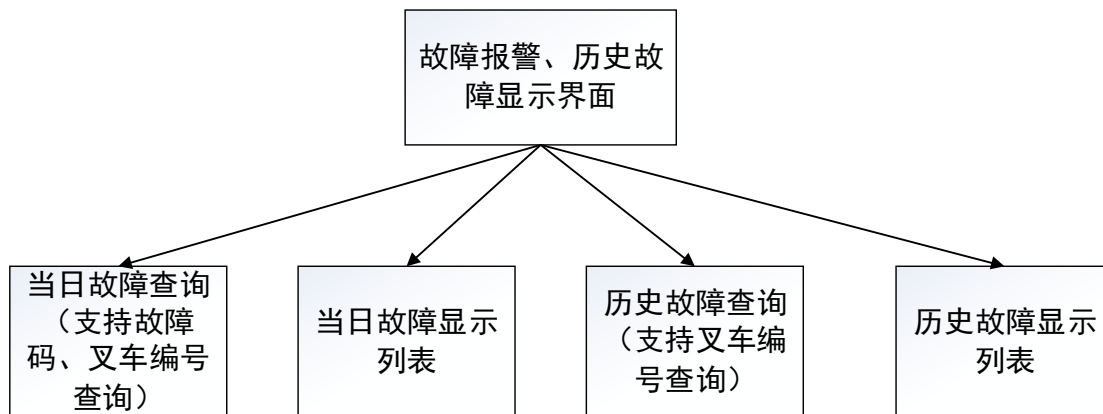 故障报警、历史故
障显示界面
当日故障查询
（支持故障
码、叉车编号
查询）
当日故障显示
列表
历史故障查询
（支持叉车编
号查询）
历史故障显示
列表